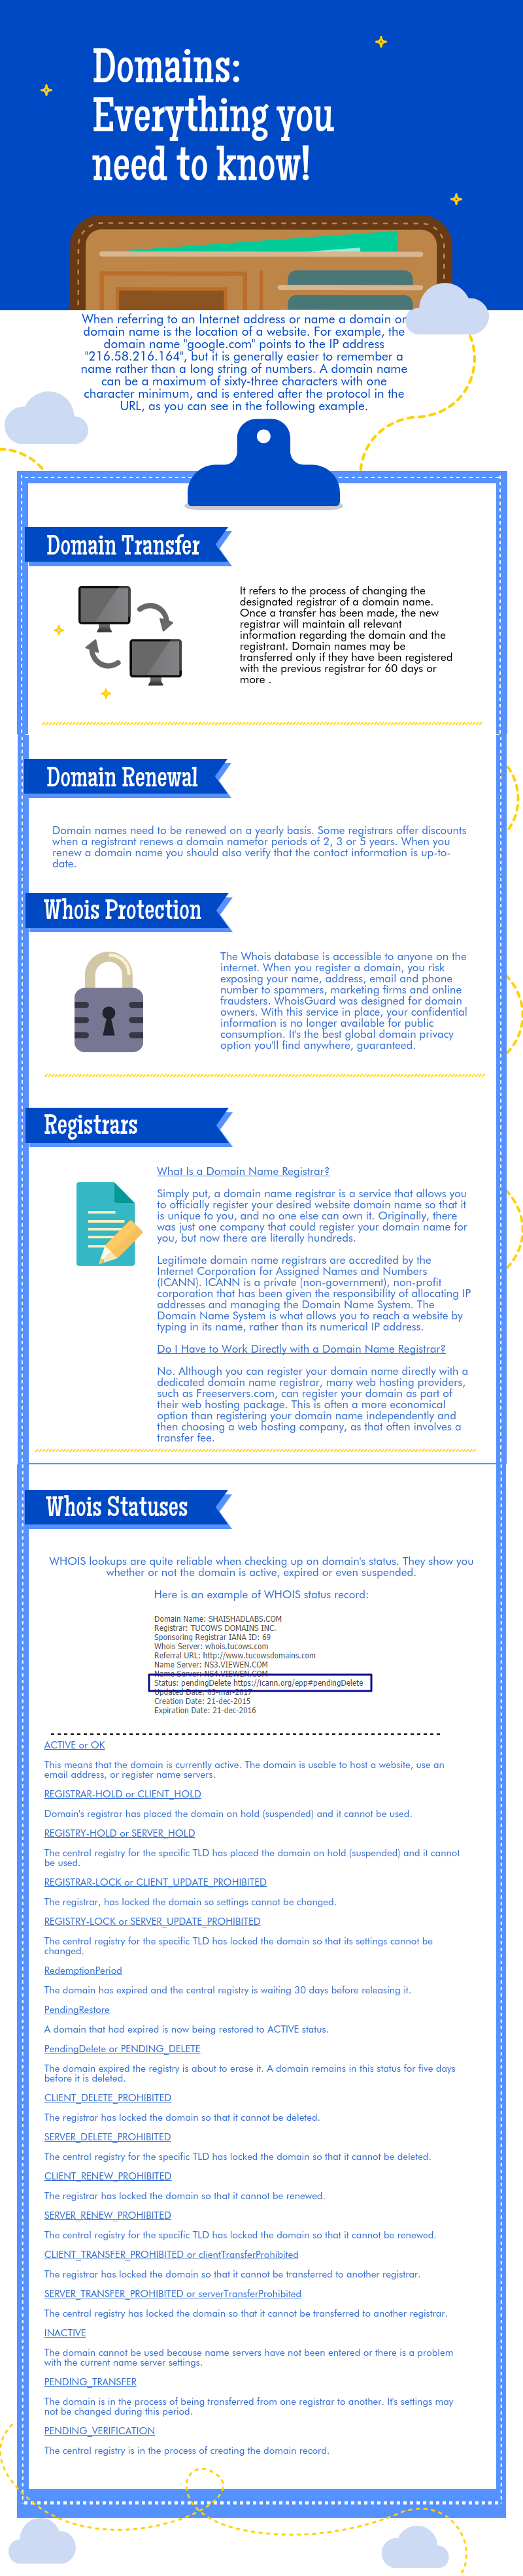 Domains:
Everything you
need to know!
When referring to an Internet address or name a domain or
domain name is the location of a website. For example, the
domain name "google.com" points to the IP address
"216.58.216.164", but it is generally easier to remember a
name rather than a long string of numbers. A domain name
can be a maximum of sixty-three characters with one
character minimum, and is entered after the protocol in the
URL, as you can see in the following example.
Domain Transfer
It refers to the process of changing the
designated registrar of a domain name.
Once a transfer has been made, the new
registrar will maintain all relevant
information regarding the domain and the
registrant. Domain names may be
transferred only if they have been registered
with the previous registrar for 60 days or
more .
Domain Renewal
Domain names need to be renewed on a yearly basis. Some registrars offer discounts
when a registrant renews a domain namefor periods of 2, 3 or 5 years. When you
renew a domain name you should also verify that the contact information is up-to-
date.
Whois Protection
The Whois database is accessible to anyone on the
internet. When you register a domain, you risk
exposing your name, address, email and phone
number to spammers, marketing firms and online
fraudsters. WhoisGuard was designed for domain
owners. With this service in place, your confidential
information is no longer available for public
consumption. It's the best global domain privacy
option you'll find anywhere, guaranteed.
Registrars
What Is a Domain Name Registrar?
Simply put, a domain name registrar is a service that allows you
to officially register your desired website domain name so that it
is unique to you, and no one else can own it. Originally, there
was just one company that could register your domain name for
you, but now there are literally hundreds.
Legitimate domain name registrars are accredited by the
Internet Corporation for Assigned Names and Numbers
(ICANN). ICANN is a private (non-government), non-profit
corporation that has been given the responsibility of allocating IP
addresses and managing the Domain Name System. The
Domain Name System is what allows you to reach a website by
typing in its name, rather than its numerical IP address.
Do I Have to Work Directly with a Domain Name Registrar?
No. Although you can register your domain name directly with a
dedicated domain name registrar, many web hosting providers,
such as Freeservers.com, can register your domain as part of
their web hosting package. This is often a more economical
option than registering your domain name independently and
then choosing a web hosting company, as that often involves a
transfer fee.
Whois Statuses
WHOIS lookups are quite reliable when checking up on domain's status. They show you
whether or not the domain is active, expired or even suspended.
Here is an example of WHOIS status record:
Domain Name: SHAISHADLABS.COM
Registrar: TUCOWS DOMAINS INC.
Sponsoring Registrar IANA ID: 69
Whois Server: whois.tucows.com
Referral URL: http://www.tucowsdomains.com
Name Server: NS3.VIEWEN.COM
Name Server: NS4.VIEWEN.COM
Status: pendingDelete https://icann.org/epp#pendingDelete
Updated Date: 03-mar-2017
Creation Date: 21-dec-2015
Expiration Date: 21-dec-2016
ACTIVE or OK
This means that the domain is currently active. The domain is usable to host a website, use an
email address, or register name servers.
REGISTRAR-HOLD or CLIENT_HOLD
Domain's registrar has placed the domain on hold (suspended) and it cannot be used.
REGISTRY-HOLD or SERVER_HOLD
The central registry for the specific TLD has placed the domain on hold (suspended) and it cannot
be used.
REGISTRAR-LOCK or CLIENT_UPDATE_PROHIBITED
The registrar, has locked the domain so settings cannot be changed.
REGISTRY-LOCK or SERVER_UPDATE_PROHIBITED
The central registry for the specific TLD has locked the domain so that its settings cannot be
changed.
RedemptionPeriod
The domain has expired and the central registry is waiting 30 days before releasing it.
PendingRestore
A domain that had expired is now being restored to ACTIVE status.
PendingDelete or PENDING_DELETE
The domain expired the registry is about to erase it. A domain remains in this status for five days
before it is deleted.
CLIENT_DELETE_PROHIBITED
The registrar has locked the domain so that it cannot be deleted.
SERVER_DELETE_PROHIBITED
The central registry for the specific TLD has locked the domain so that it cannot be deleted.
CLIENT_RENEW_PROHIBITED
The registrar has locked the domain so that it cannot be renewed.
SERVER_RENEW_PROHIBITED
The central registry for the specific TLD has locked the domain so that it cannot be renewed.
CLIENT_TRANSFER_PROHIBITED or clientTransferProhibited
The registrar has locked the domain so that it cannot be transferred to another registrar.
SERVER_TRANSFER_PROHIBITED or serverTransferProhibited
The central registry has locked the domain so that it cannot be transferred to another registrar.
INACTIVE
The domain cannot be used because name servers have not been entered or there is a problem
with the current name server settings.
PENDING_TRANSFER
The domain is in the process of being transferred from one registrar to another. It's settings may
not be changed during this period.
PENDING_VERIFICATION
The central registry is in the process of creating the domain record.